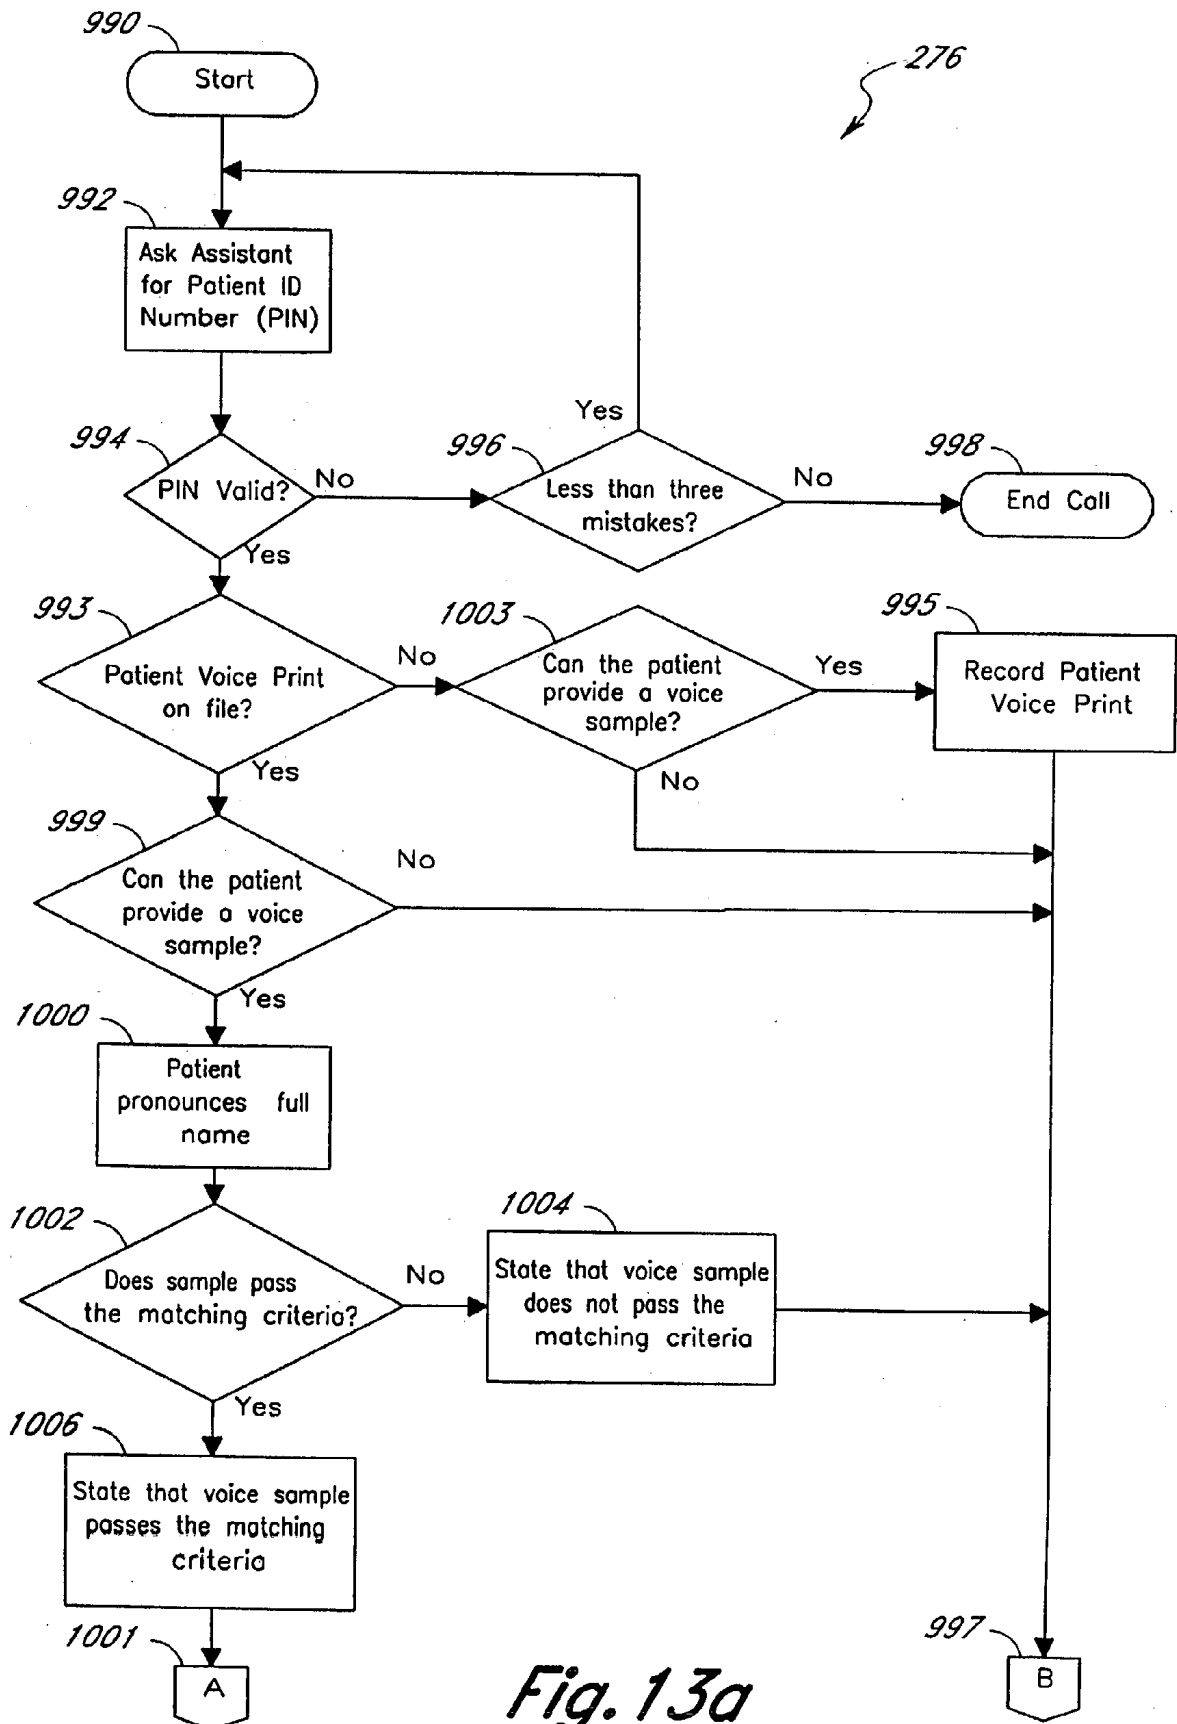 990
Start
276
992
Ask Assistant
for Patient ID
Number (PIN)
994
PIN Valid?
No
Yes
996
Less than three
mistakes?
Yes
No
998
End Call
993
Patient Voice Print
on file?
No
Yes
1003
Can the patient
provide a voice
sample?
Yes
No
995
Record Patient
Voice Print
999
Can the patient
provide a voice
sample?
No
Yes
1000
Patient
pronounces full
name
1002
Does sample pass
the matching criteria?
No
Yes
1004
State that voice sample
does not pass the
matching criteria
1006
State that voice sample
passes the matching
criteria
1001
A
997
B
Fig. 13a